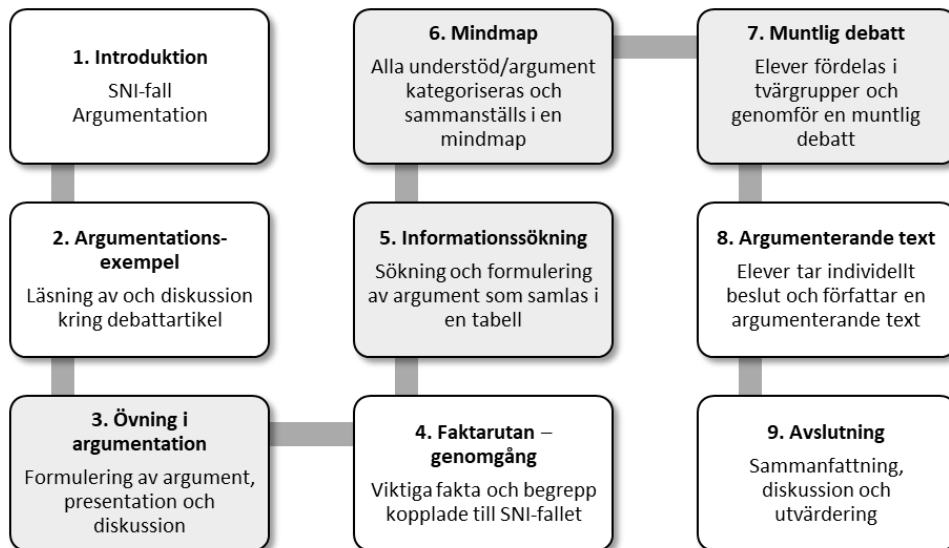 1. Introduktion
SNI-fall
Argumentation
2. Argumentations-
exempel
Läsning av och diskussion
kring debattartikel
3. Övning i
argumentation
Formulering av argument,
presentation och
diskussion
4. Faktarutan –
genomgång
Viktiga fakta och begrepp
kopplade till SNI-fallet
5. Informationssökning
Sökning och formulering
av argument som samlas i
en tabell
6. Mindmap
Alla understöd/argument
kategoriseras och
sammanställs i en
mindmap
7. Muntlig debatt
Elever fördelas i
tvärgrupper och
genomför en muntlig
debatt
8. Argumenterande text
Elever tar individellt
beslut och författar en
argumenterande text
9. Avslutning
Sammanfattning,
diskussion och
utvärdering